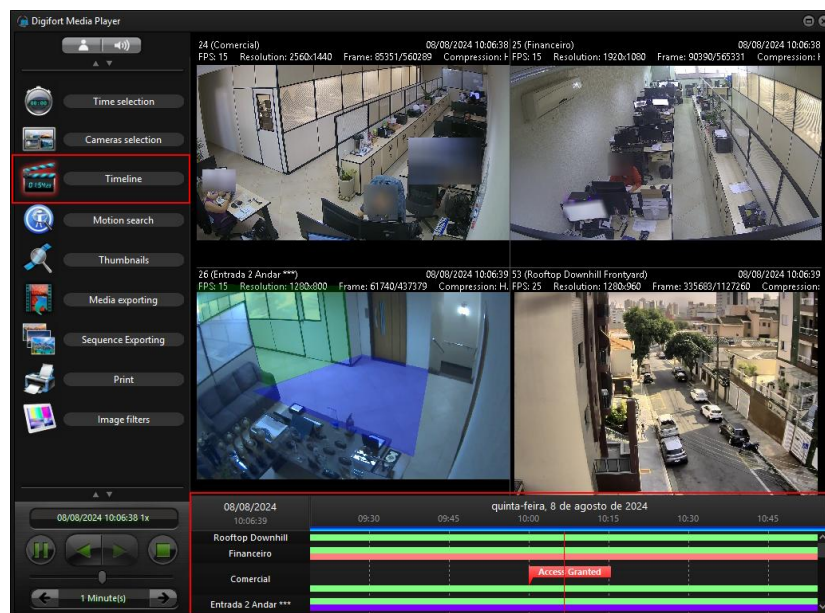 Digifort Media Player
Time selection
Cameras selection
Timeline
Motion search
Thumbnails
Media exporting
Sequence Exporting
Print
Image filters
08/08/2024 10:06:38 1x
1 Minute(s)
24 (Comercial) 08/08/2024 10:06:38
FPS: 15 Resolution: 2560x1440 Frame: 85351/560289 Compression: H
25 (Financeiro) 08/08/2024 10:06:38
FPS: 15 Resolution: 1920x1080 Frame: 90390/565331 Compression: H
26 (Entrada 2 Andar ***) 08/08/2024 10:06:39
FPS: 15 Resolution: 1280x800 Frame: 61740/437379 Compression: H.
53 (Rooftop Downhill Frontyard) 08/08/2024 10:06:39
FPS: 25 Resolution: 1280x960 Frame: 335683/1127260 Compression:
08/08/2024 quinta-feira, 8 de agosto de 2024
10:06:39 09:30 09:45 10:00 10:15 10:30 10:45
Rooftop Downhill
Financeiro
Comercial Access Granted
Entrada 2 Andar ***